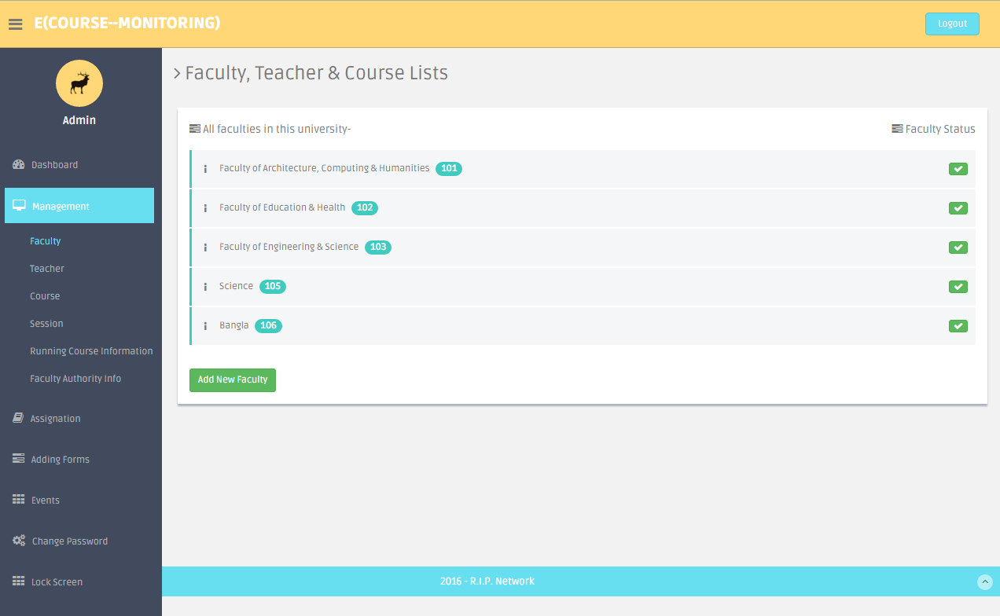 E(COURSE--MONITORING)
Logout
Admin
Dashboard
Management
Faculty
Teacher
Course
Session
Running Course Information
Faculty Authority Info
Assignation
Adding Forms
Events
Change Password
Lock Screen
Faculty, Teacher & Course Lists
All faculties in this university-
Faculty Status
Faculty of Architecture, Computing & Humanities 101
Faculty of Education & Health 102
Faculty of Engineering & Science 103
Science 105
Bangla 106
Add New Faculty
2016 - R.I.P. Network